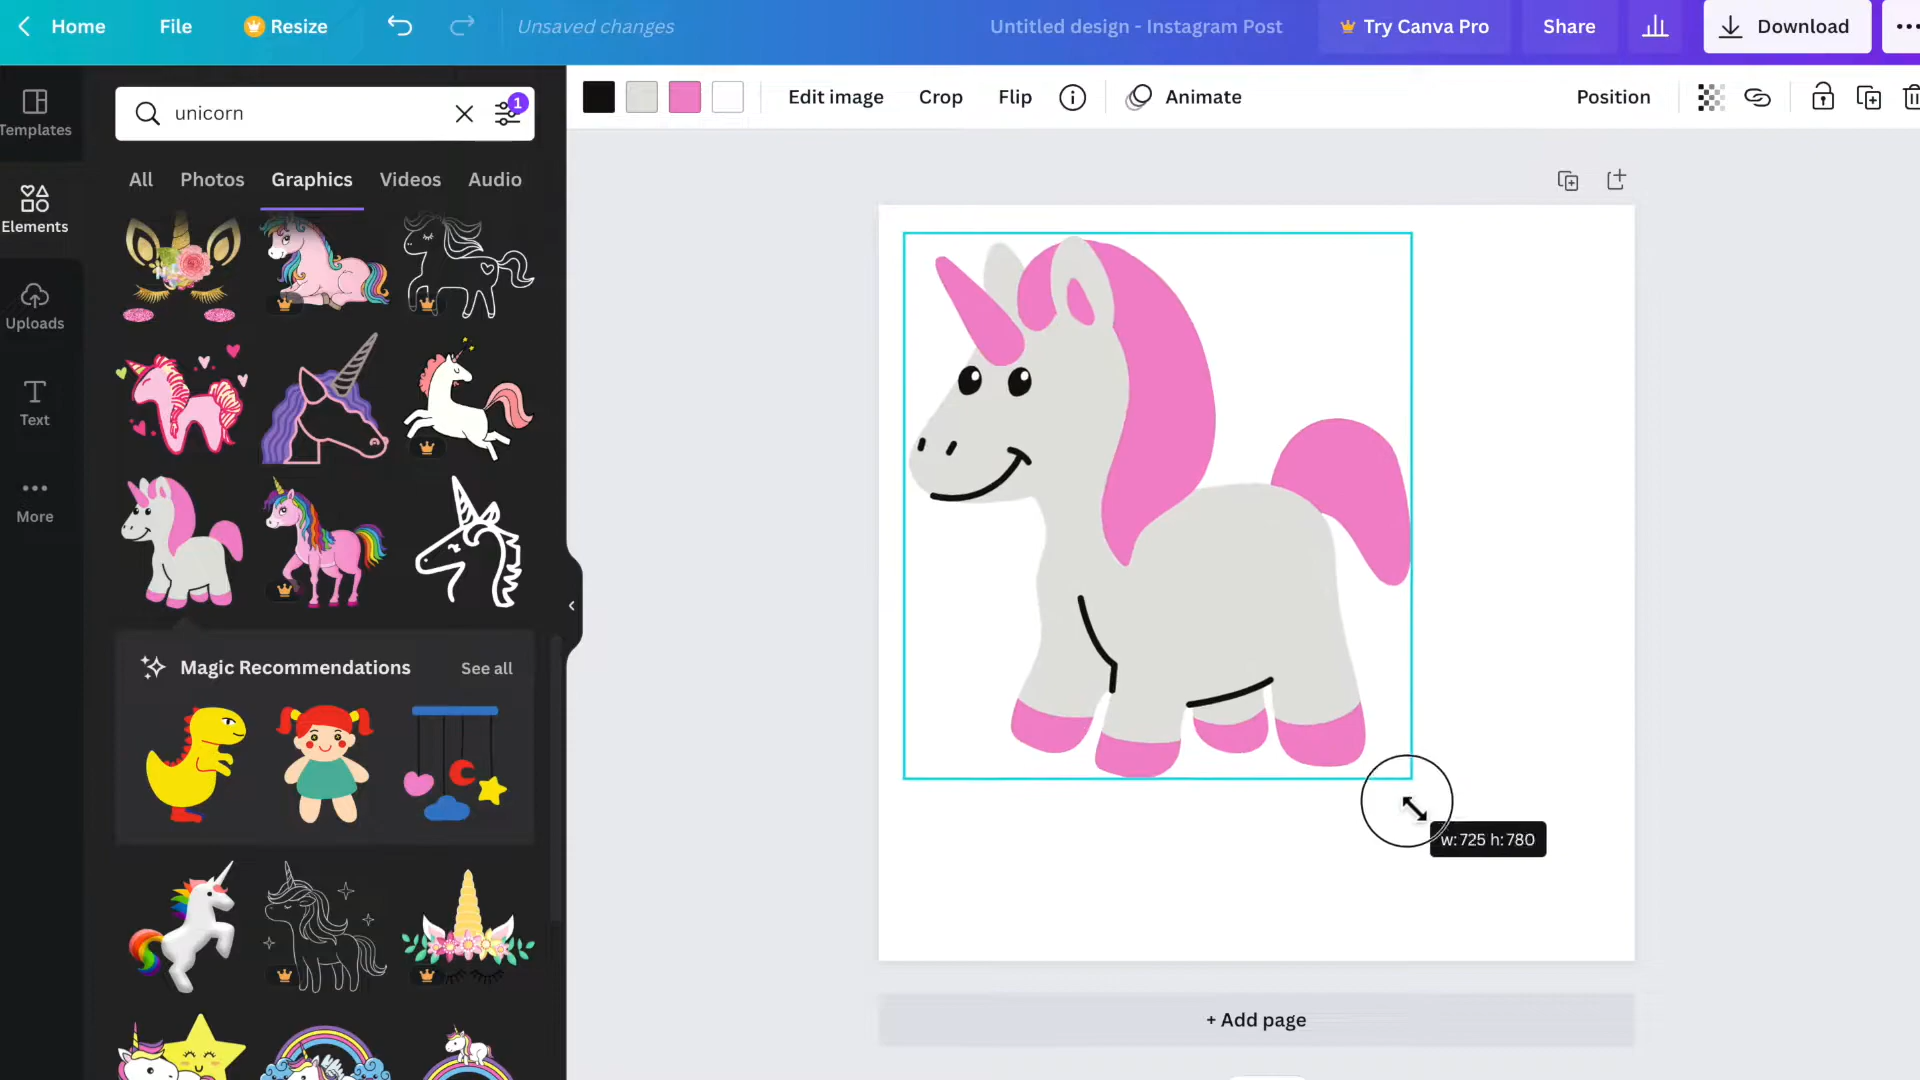 Home
File
Resize
Unsaved changes
Untitled design - Instagram Post
Try Canva Pro
Share
Download
Templates
Elements
Uploads
Text
More
unicorn
1
All
Photos
Graphics
Videos
Audio
Edit image
Crop
Flip
Animate
Position
Magic Recommendations
See all
w: 725 h: 780
+ Add page